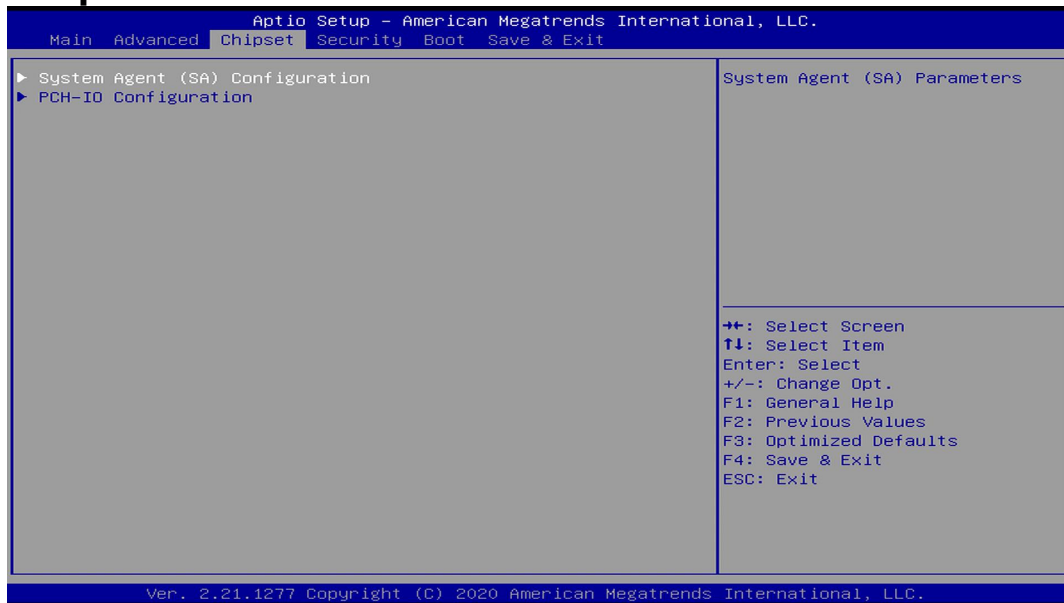 Aptio Setup – American Megatrends International, LLC.
Main Advanced Chipset Security Boot Save & Exit
► System Agent (SA) Configuration
► PCH-IO Configuration
System Agent (SA) Parameters
→←: Select Screen
↑↓: Select Item
Enter: Select
+/-: Change Opt.
F1: General Help
F2: Previous Values
F3: Optimized Defaults
F4: Save & Exit
ESC: Exit
Ver. 2.21.1277 Copyright (C) 2020 American Megatrends International, LLC.